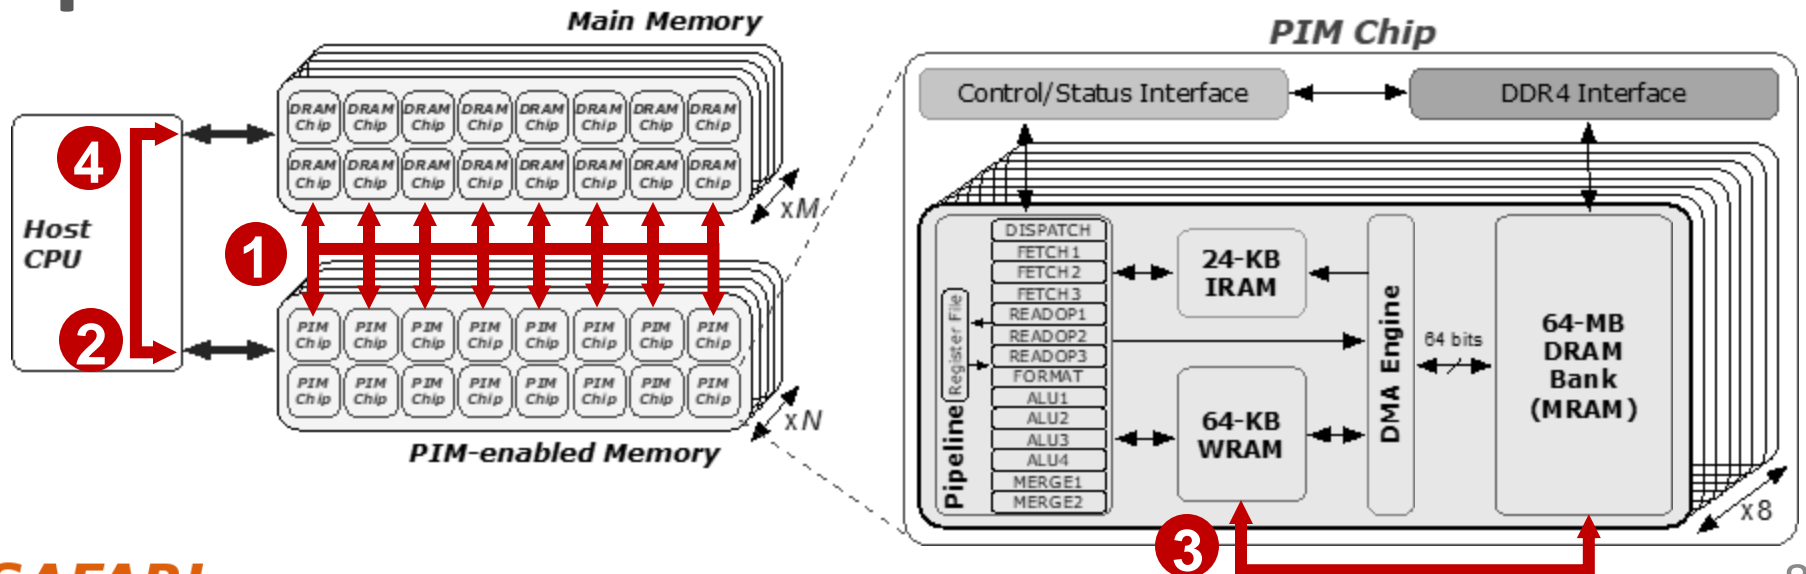 Main Memory
DRAM Chip DRAM Chip DRAM Chip DRAM Chip DRAM Chip DRAM Chip DRAM Chip DRAM Chip
DRAM Chip DRAM Chip DRAM Chip DRAM Chip DRAM Chip DRAM Chip DRAM Chip DRAM Chip
xM
4
Host
CPU
1
2
PIM Chip PIM Chip PIM Chip PIM Chip PIM Chip PIM Chip PIM Chip PIM Chip
PIM Chip PIM Chip PIM Chip PIM Chip PIM Chip PIM Chip PIM Chip PIM Chip
xN
PIM-enabled Memory
PIM Chip
Control/Status Interface
DDR4 Interface
Pipeline
Register File
DISPATCH
FETCH1
FETCH2
FETCH3
READOP1
READOP2
READOP3
FORMAT
ALU1
ALU2
ALU3
ALU4
MERGE1
MERGE2
24-KB
IRAM
64-KB
WRAM
DMA Engine
64 bits
64-MB
DRAM
Bank
(MRAM)
x8
3
SAFARI